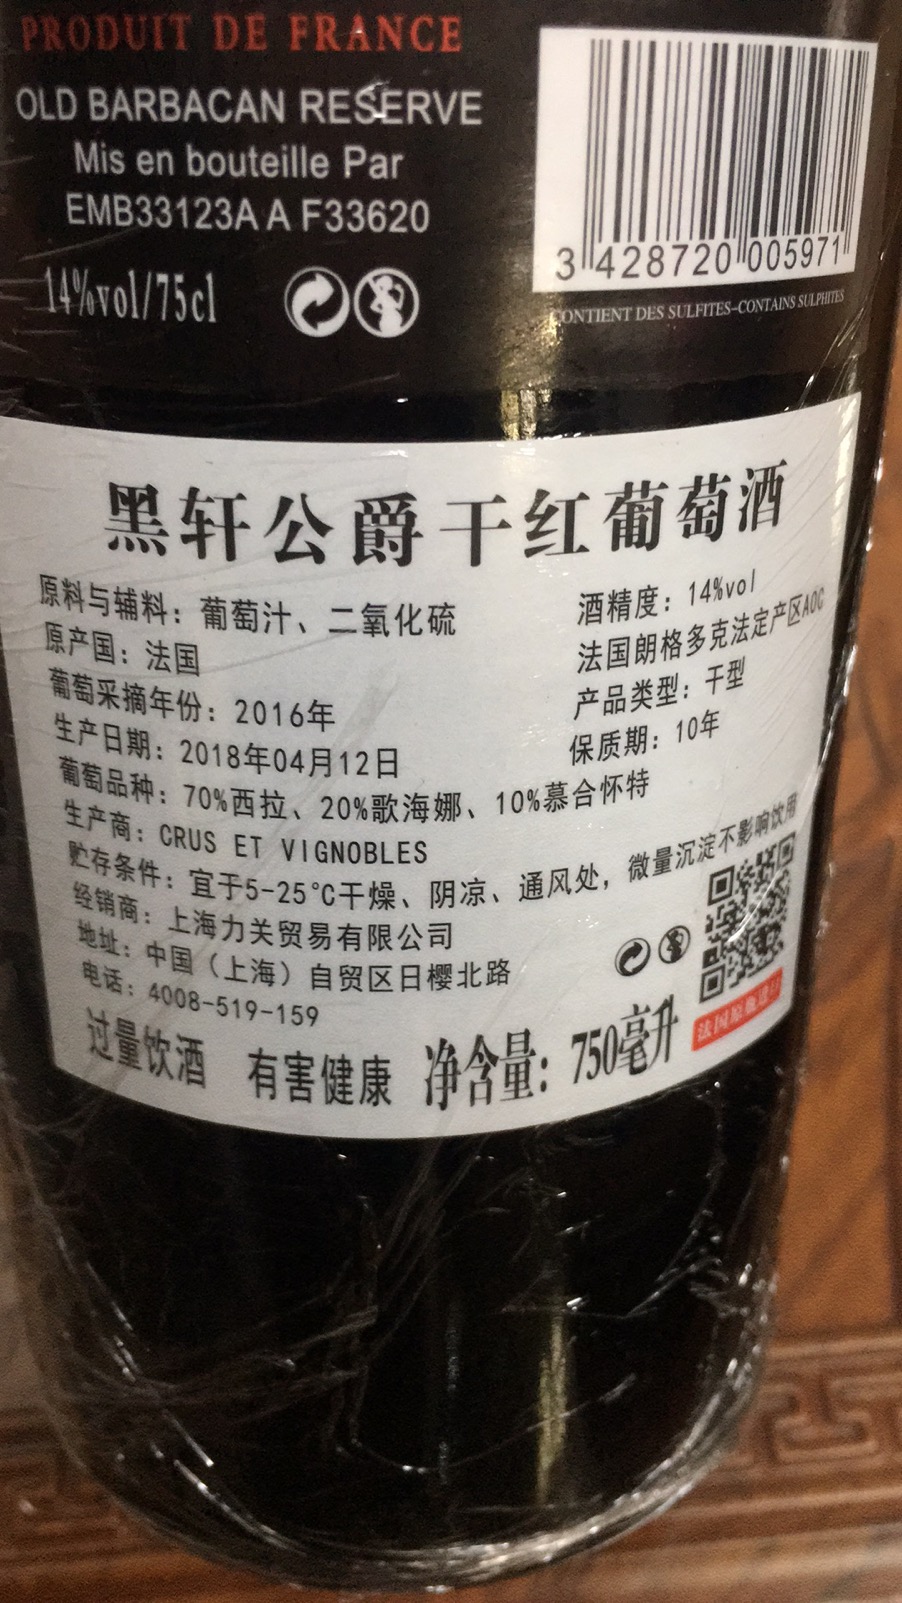 PRODUIT DE FRANCE
OLD BARBACAN RESERVE
Mis en bouteille Par
EMB33123A A F33620
14%vol/75cl
3 428720 005971
CONTIENT DES SULFITES-CONTAINS SULPHITES
黑轩公爵干红葡萄酒
原料与辅料：葡萄汁、二氧化硫
酒精度：14%vol
原产国：法国
法国朗格多克法定产区AOC
葡萄采摘年份：2016年
产品类型：干型
生产日期：2018年04月12日
保质期：10年
葡萄品种：70%西拉、20%歌海娜、10%慕合怀特
生产商：CRUS ET VIGNOBLES
贮存条件：宜于5-25℃干燥、阴凉、通风处，微量沉淀不影响饮用
经销商：上海力关贸易有限公司
地址：中国（上海）自贸区日樱北路
电话：4008-519-159
过量饮酒 有害健康 净含量：750毫升
法国原瓶进口